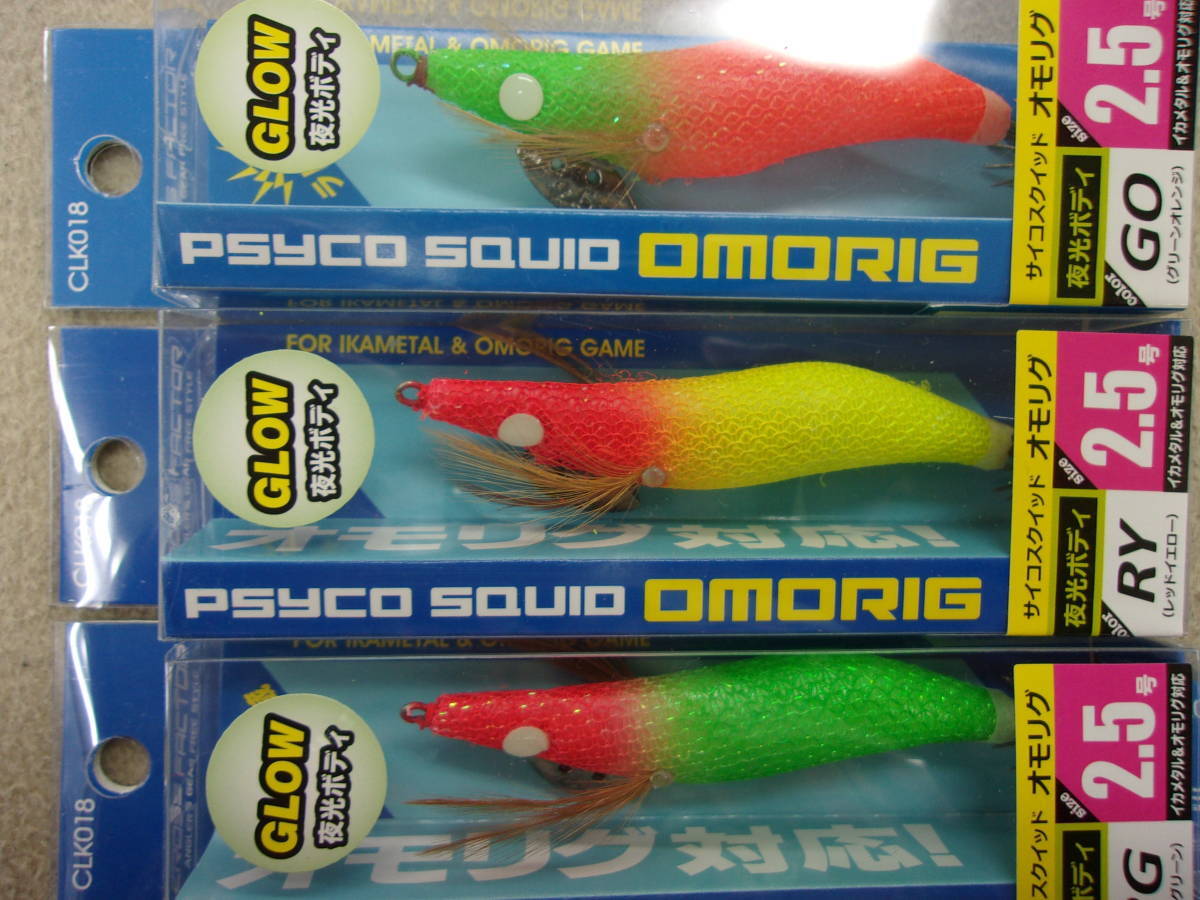 IKAMETAL & OMORIG GAME
GLOW
夜光ボディ
CLK018
PSYCO SQUID OMORIG
サイコスクイッド オモリグ
size
2.5号
イカメタル&オモリグ対応
夜光ボディ
color
GO
(グリーンオレンジ)
FOR IKAMETAL & OMORIG GAME
GLOW
夜光ボディ
CLK018
オモリグ対応!
PSYCO SQUID OMORIG
サイコスクイッド オモリグ
size
2.5号
イカメタル&オモリグ対応
夜光ボディ
color
RY
(レッドイエロー)
GLOW
夜光ボディ
CLK018
オモリグ対応!
スクイッド オモリグ
size
2.5号
イカメタル&オモリグ対応
ボディ
RG
グリーン)